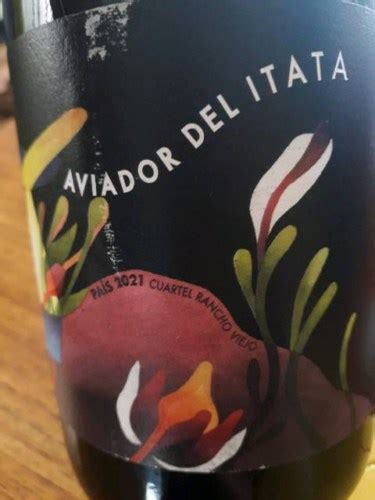 AVIADOR DEL ITATA
PAÍS 2021 CUARTEL RANCHO VIEJO